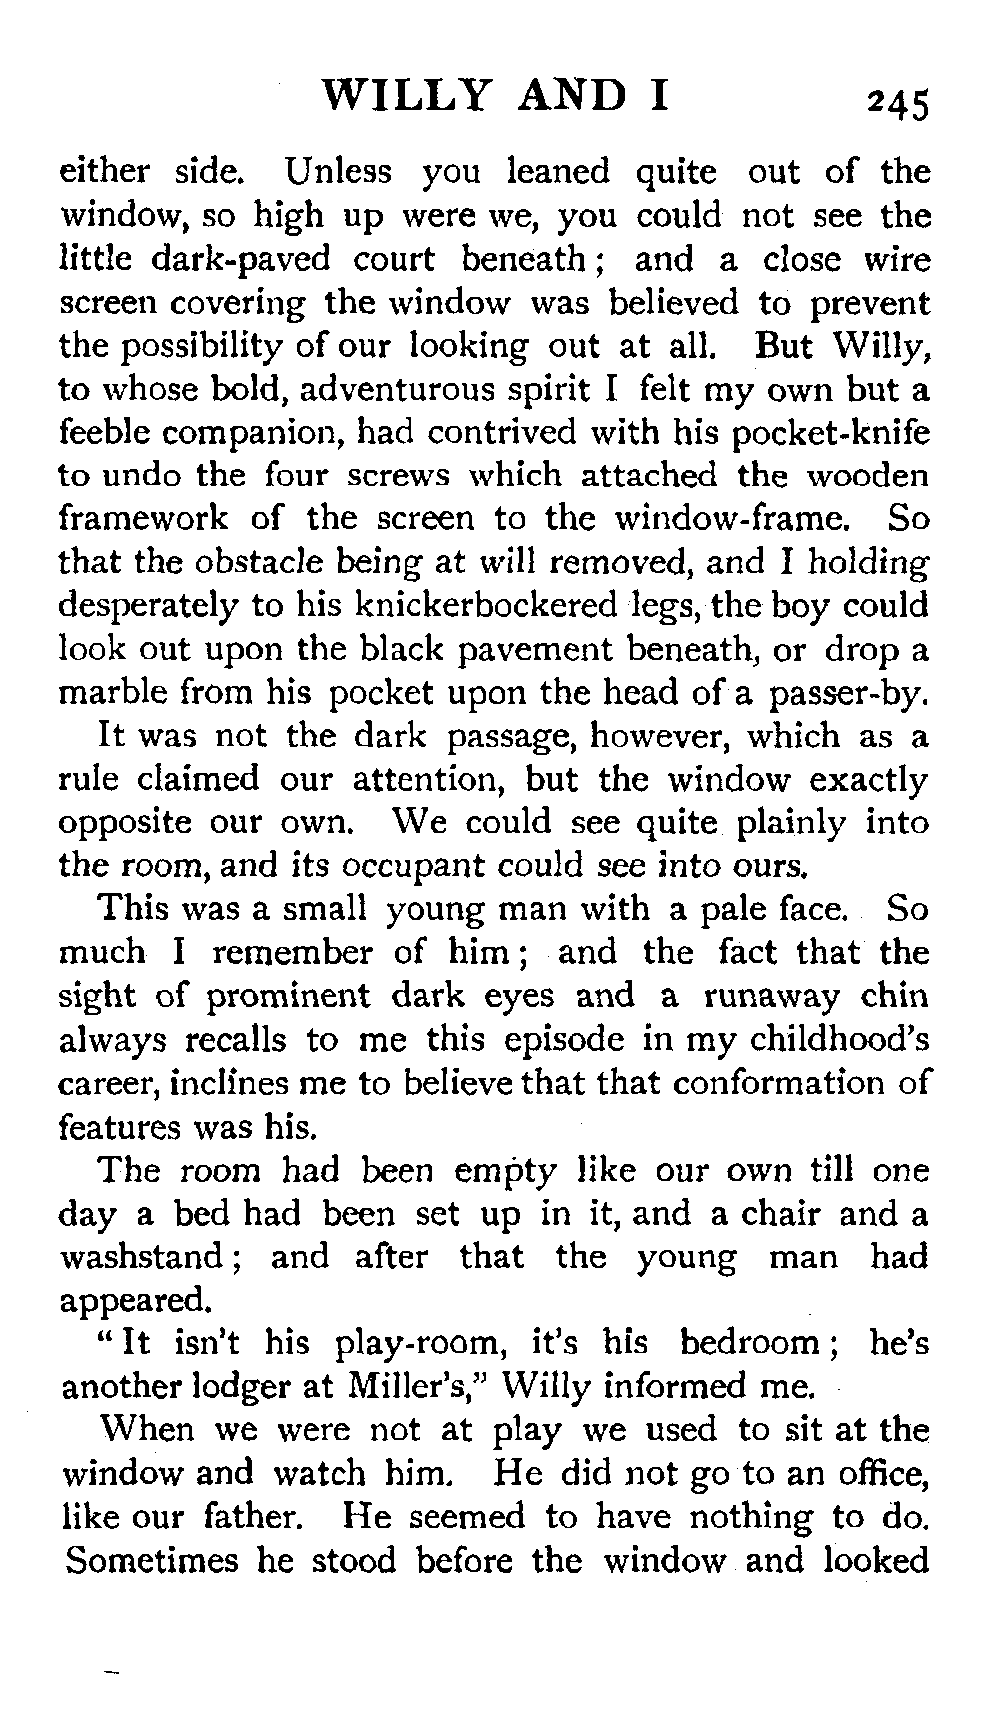 WILLY AND I 245
either side. Unless you leaned quite out of the
window, so high up were we, you could not see the
little dark-paved court beneath ; and a close wire
screen covering the window was believed to prevent
the possibility of our looking out at all. But Willy,
to whose bold, adventurous spirit I felt my own but a
feeble companion, had contrived with his pocket-knife
to undo the four screws which attached the wooden
framework of the screen to the window-frame. So
that the obstacle being at will removed, and I holding
desperately to his knickerbockered legs, the boy could
look out upon the black pavement beneath, or drop a
marble from his pocket upon the head of a passer-by.
It was not the dark passage, however, which as a
rule claimed our attention, but the window exactly
opposite our own. We could see quite plainly into
the room, and its occupant could see into ours.
This was a small young man with a pale face. So
much I remember of him ; and the fact that the
sight of prominent dark eyes and a runaway chin
always recalls to me this episode in my childhood's
career, inclines me to believe that that conformation of
features was his.
The room had been empty like our own till one
day a bed had been set up in it, and a chair and a
washstand ; and after that the young man had
appeared.
“ It isn't his play-room, it's his bedroom ; he's
another lodger at Miller's,” Willy informed me.
When we were not at play we used to sit at the
window and watch him. He did not go to an office,
like our father. He seemed to have nothing to do.
Sometimes he stood before the window and looked